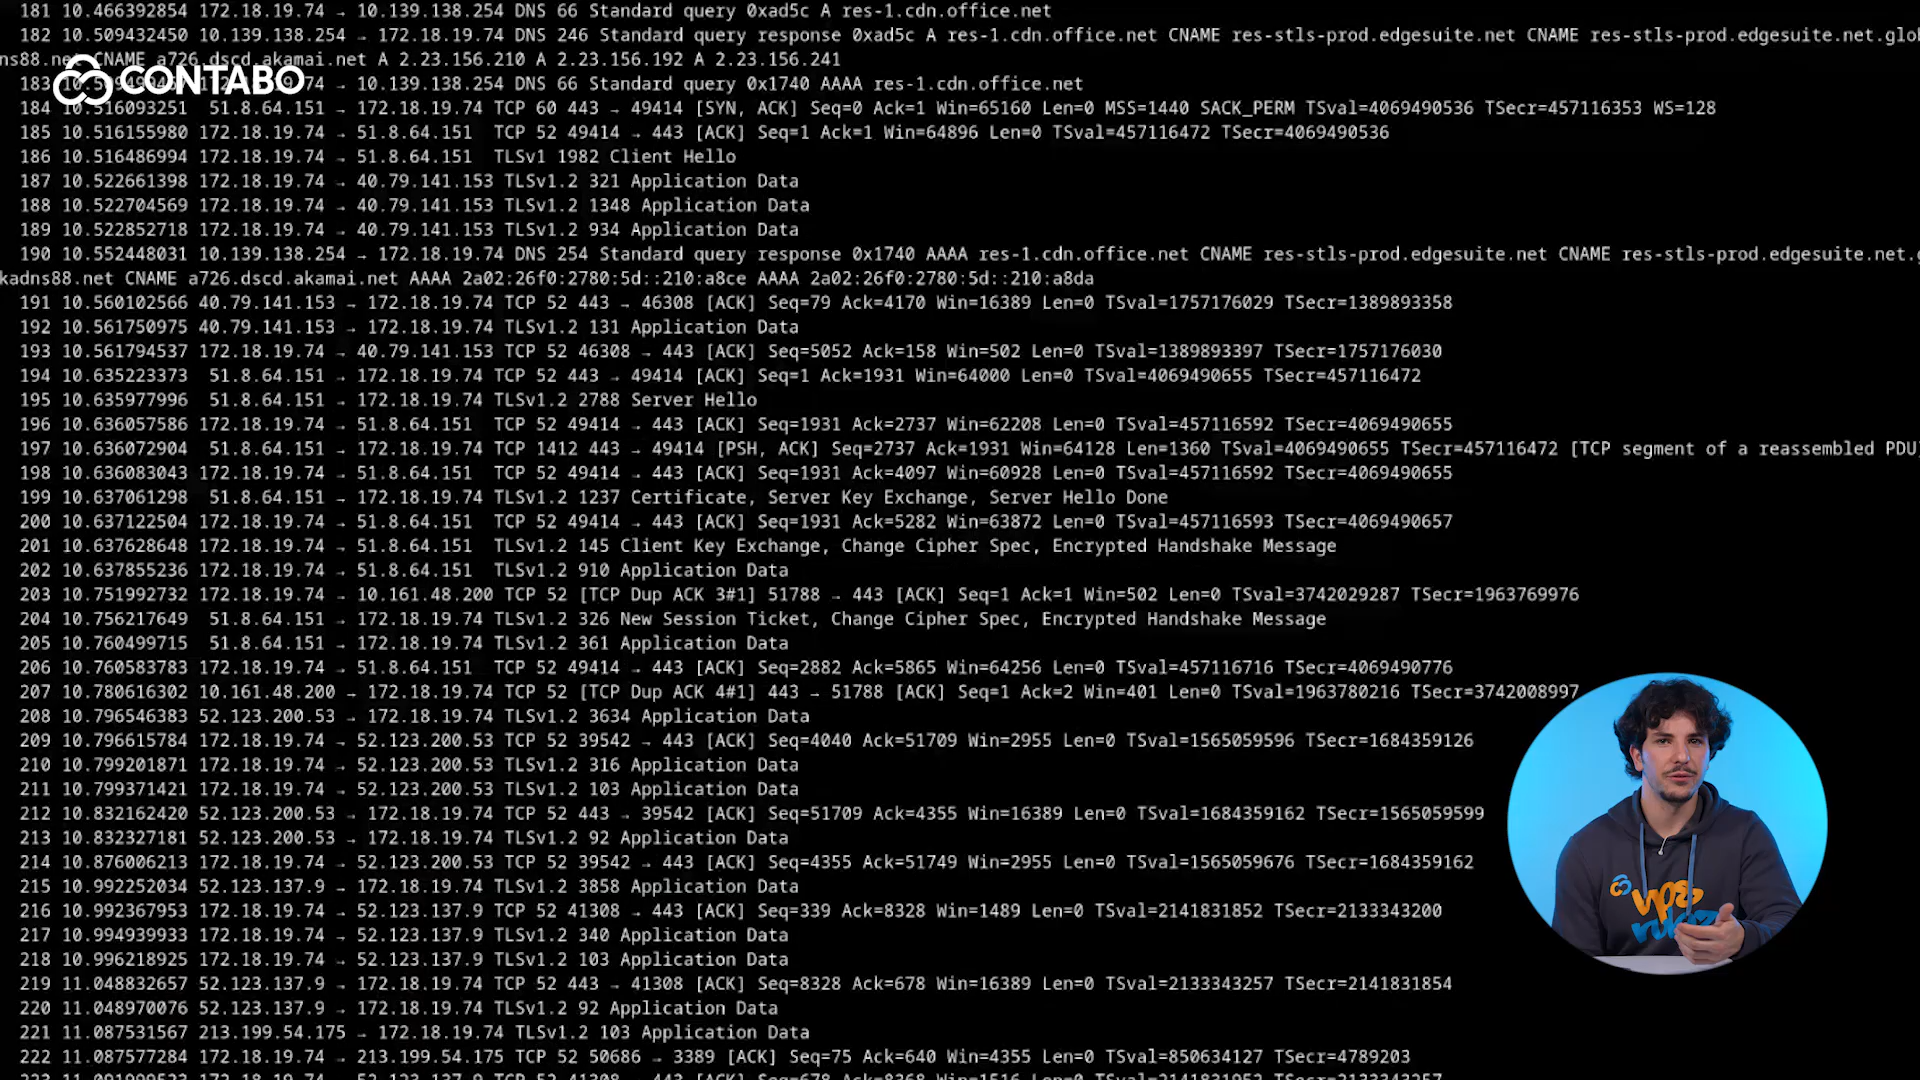 181 10.466392854 172.18.19.74 → 10.139.138.254 DNS 66 Standard query 0xad5c A res-1.cdn.office.net
182 10.509432450 10.139.138.254 → 172.18.19.74 DNS 246 Standard query response 0xad5c A res-1.cdn.office.net CNAME res-stls-prod.edgesuite.net CNAME res-stls-prod.edgesuite.net.glob
ns88.net CNAME a726.dscd.akamai.net A 2.23.156.210 A 2.23.156.192 A 2.23.156.241
CONTABO
183 → 10.139.138.254 DNS 66 Standard query 0x1740 AAAA res-1.cdn.office.net
184 10.516093251 51.8.64.151 → 172.18.19.74 TCP 60 443 → 49414 [SYN, ACK] Seq=0 Ack=1 Win=65160 Len=0 MSS=1440 SACK_PERM TSval=4069490536 TSecr=457116353 WS=128
185 10.516155980 172.18.19.74 → 51.8.64.151 TCP 52 49414 → 443 [ACK] Seq=1 Ack=1 Win=64896 Len=0 TSval=457116472 TSecr=4069490536
186 10.516486994 172.18.19.74 → 51.8.64.151 TLSv1 1982 Client Hello
187 10.522661398 172.18.19.74 → 40.79.141.153 TLSv1.2 321 Application Data
188 10.522704569 172.18.19.74 → 40.79.141.153 TLSv1.2 1348 Application Data
189 10.522852718 172.18.19.74 → 40.79.141.153 TLSv1.2 934 Application Data
190 10.552448031 10.139.138.254 → 172.18.19.74 DNS 254 Standard query response 0x1740 AAAA res-1.cdn.office.net CNAME res-stls-prod.edgesuite.net CNAME res-stls-prod.edgesuite.net.g
kadns88.net CNAME a726.dscd.akamai.net AAAA 2a02:26f0:2780:5d::210:a8ce AAAA 2a02:26f0:2780:5d::210:a8da
191 10.560102566 40.79.141.153 → 172.18.19.74 TCP 52 443 → 46308 [ACK] Seq=79 Ack=4170 Win=16389 Len=0 TSval=1757176029 TSecr=1389893358
192 10.561750975 40.79.141.153 → 172.18.19.74 TLSv1.2 131 Application Data
193 10.561794537 172.18.19.74 → 40.79.141.153 TCP 52 46308 → 443 [ACK] Seq=5052 Ack=158 Win=502 Len=0 TSval=1389893397 TSecr=1757176030
194 10.635223373 51.8.64.151 → 172.18.19.74 TCP 52 443 → 49414 [ACK] Seq=1 Ack=1931 Win=64000 Len=0 TSval=4069490655 TSecr=457116472
195 10.635977996 51.8.64.151 → 172.18.19.74 TLSv1.2 2788 Server Hello
196 10.636057586 172.18.19.74 → 51.8.64.151 TCP 52 49414 → 443 [ACK] Seq=1931 Ack=2737 Win=62208 Len=0 TSval=457116592 TSecr=4069490655
197 10.636072904 51.8.64.151 → 172.18.19.74 TCP 1412 443 → 49414 [PSH, ACK] Seq=2737 Ack=1931 Win=64128 Len=1360 TSval=4069490655 TSecr=457116472 [TCP segment of a reassembled PDU]
198 10.636083043 172.18.19.74 → 51.8.64.151 TCP 52 49414 → 443 [ACK] Seq=1931 Ack=4097 Win=60928 Len=0 TSval=457116592 TSecr=4069490655
199 10.637061298 51.8.64.151 → 172.18.19.74 TLSv1.2 1237 Certificate, Server Key Exchange, Server Hello Done
200 10.637122504 172.18.19.74 → 51.8.64.151 TCP 52 49414 → 443 [ACK] Seq=1931 Ack=5282 Win=63872 Len=0 TSval=457116593 TSecr=4069490657
201 10.637628648 172.18.19.74 → 51.8.64.151 TLSv1.2 145 Client Key Exchange, Change Cipher Spec, Encrypted Handshake Message
202 10.637855236 172.18.19.74 → 51.8.64.151 TLSv1.2 910 Application Data
203 10.751992732 172.18.19.74 → 10.161.48.200 TCP 52 [TCP Dup ACK 3#1] 51788 → 443 [ACK] Seq=1 Ack=1 Win=502 Len=0 TSval=3742029287 TSecr=1963769976
204 10.756217649 51.8.64.151 → 172.18.19.74 TLSv1.2 326 New Session Ticket, Change Cipher Spec, Encrypted Handshake Message
205 10.760499715 51.8.64.151 → 172.18.19.74 TLSv1.2 361 Application Data
206 10.760583783 172.18.19.74 → 51.8.64.151 TCP 52 49414 → 443 [ACK] Seq=2882 Ack=5865 Win=64256 Len=0 TSval=457116716 TSecr=4069490776
207 10.780616302 10.161.48.200 → 172.18.19.74 TCP 52 [TCP Dup ACK 4#1] 443 → 51788 [ACK] Seq=1 Ack=2 Win=401 Len=0 TSval=1963780216 TSecr=3742008997
208 10.796546383 52.123.200.53 → 172.18.19.74 TLSv1.2 3634 Application Data
209 10.796615784 172.18.19.74 → 52.123.200.53 TCP 52 39542 → 443 [ACK] Seq=4040 Ack=51709 Win=2955 Len=0 TSval=1565059596 TSecr=1684359126
210 10.799201871 172.18.19.74 → 52.123.200.53 TLSv1.2 316 Application Data
211 10.799371421 172.18.19.74 → 52.123.200.53 TLSv1.2 103 Application Data
212 10.832162420 52.123.200.53 → 172.18.19.74 TCP 52 443 → 39542 [ACK] Seq=51709 Ack=4355 Win=16389 Len=0 TSval=1684359162 TSecr=1565059599
213 10.832327181 52.123.200.53 → 172.18.19.74 TLSv1.2 92 Application Data
214 10.876006213 172.18.19.74 → 52.123.200.53 TCP 52 39542 → 443 [ACK] Seq=4355 Ack=51749 Win=2955 Len=0 TSval=1565059676 TSecr=1684359162
215 10.992252034 52.123.137.9 → 172.18.19.74 TLSv1.2 3858 Application Data
216 10.992367953 172.18.19.74 → 52.123.137.9 TCP 52 41308 → 443 [ACK] Seq=339 Ack=8328 Win=1489 Len=0 TSval=2141831852 TSecr=2133343200
217 10.994939933 172.18.19.74 → 52.123.137.9 TLSv1.2 340 Application Data
218 10.996218925 172.18.19.74 → 52.123.137.9 TLSv1.2 103 Application Data
219 11.048832657 52.123.137.9 → 172.18.19.74 TCP 52 443 → 41308 [ACK] Seq=8328 Ack=678 Win=16389 Len=0 TSval=2133343257 TSecr=2141831854
220 11.048970076 52.123.137.9 → 172.18.19.74 TLSv1.2 92 Application Data
221 11.087531567 213.199.54.175 → 172.18.19.74 TLSv1.2 103 Application Data
222 11.087577284 172.18.19.74 → 213.199.54.175 TCP 52 50686 → 3389 [ACK] Seq=75 Ack=640 Win=4355 Len=0 TSval=850634127 TSecr=4789203
vps